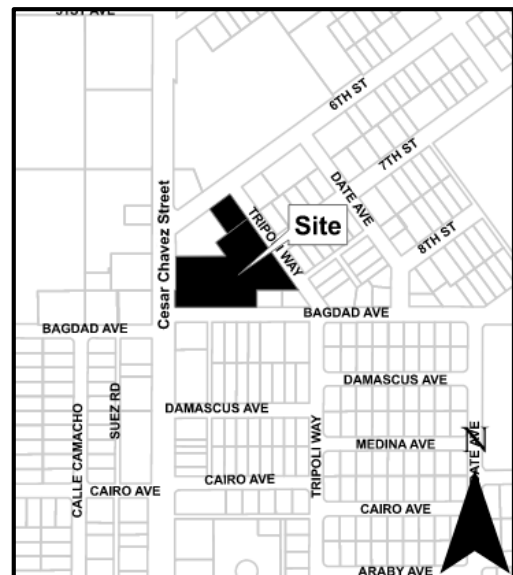 51ST AVE
6TH ST
7TH ST
DATE AVE
8TH ST
TRIPOLI WAY
Site
Cesar Chavez Street
BAGDAD AVE
BAGDAD AVE
DAMASCUS AVE
SUEZ RD
DAMASCUS AVE
CALLE CAMACHO
TRIPOLI WAY
MEDINA AVE
DATE AVE
N
CAIRO AVE
CAIRO AVE
CAIRO AVE
ARABY AVE